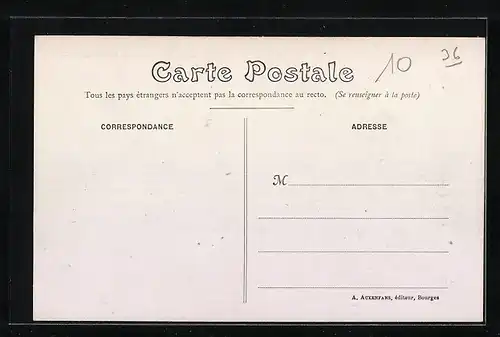 Carte Postale
10
36
Tous les pays étrangers n'acceptent pas la correspondance au recto. (Se renseigner à la poste)
CORRESPONDANCE
ADRESSE
M
A. AUXENFANS, éditeur, Bourges